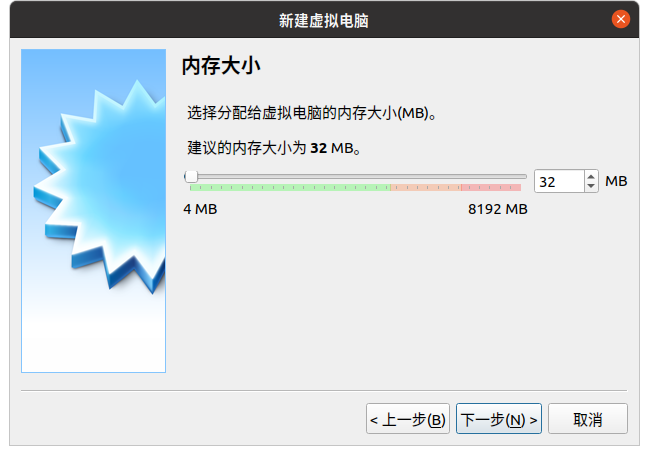 新建虚拟电脑
内存大小
选择分配给虚拟电脑的内存大小(MB)。
建议的内存大小为 32 MB。
32 MB
4 MB 8192 MB
< 上一步(B) 下一步(N) > 取消